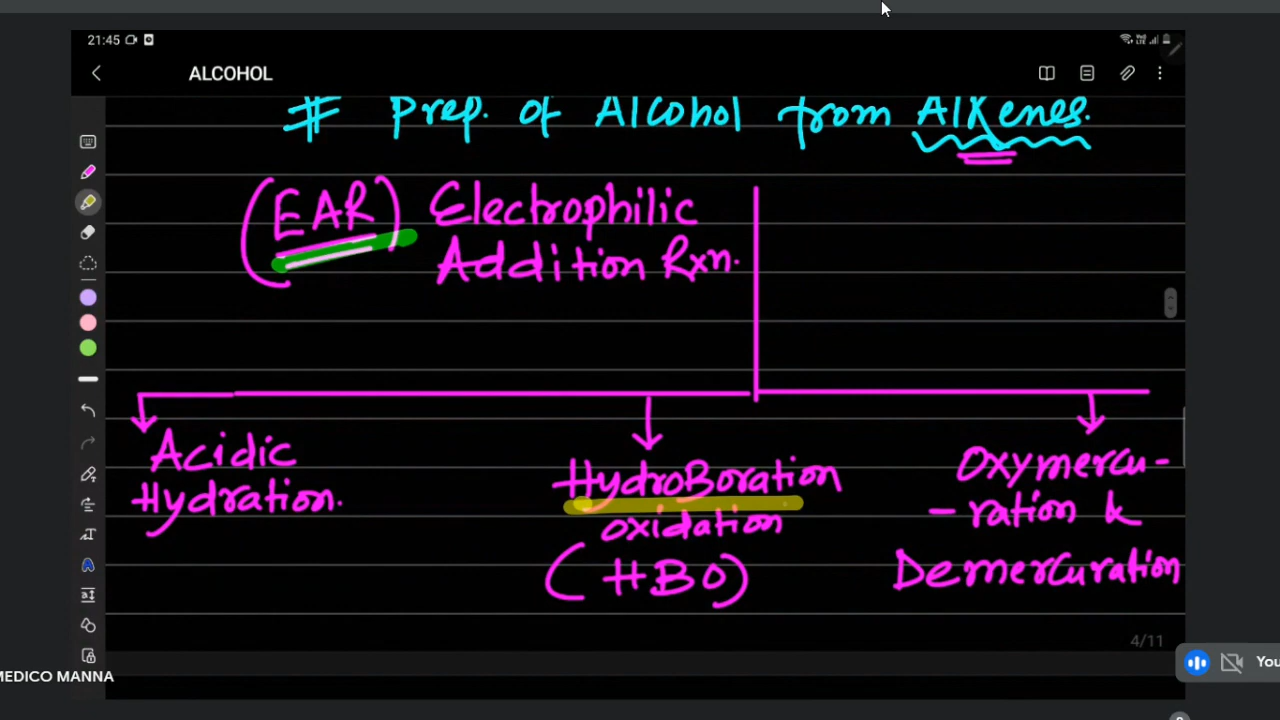 21:45
ALCOHOL
# Prep. of Alcohol from Alkenes.
(EAR) Electrophilic
Addition Rxn.
Acidic
Hydration.
HydroBoration
oxidation
(HBO)
Oxymercu-
-ration &
Demercuration
4/11
MEDICO MANNA
You